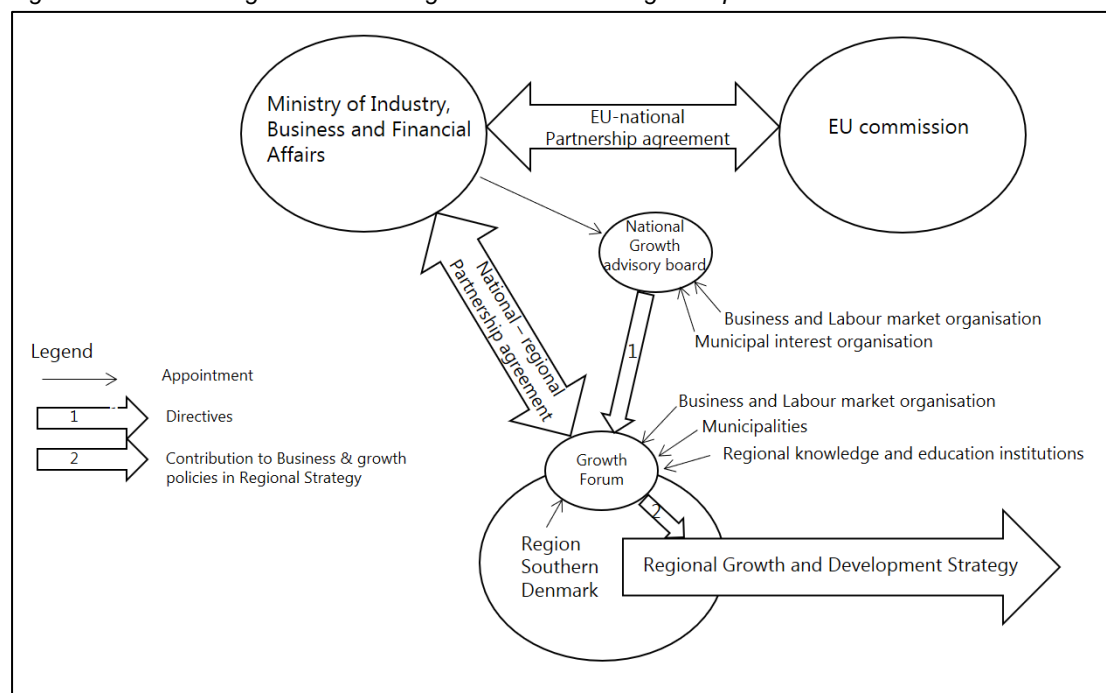 Ministry of Industry,
Business and Financial
Affairs
EU-national
Partnership agreement
EU commission
National
Growth
advisory board
National – regional
Partnership agreement
1
Business and Labour market organisation
Municipal interest organisation
Legend
Appointment
1
Directives
2
Contribution to Business & growth
policies in Regional Strategy
Business and Labour market organisation
Municipalities
Regional knowledge and education institutions
Growth
Forum
2
Region
Southern
Denmark
Regional Growth and Development Strategy